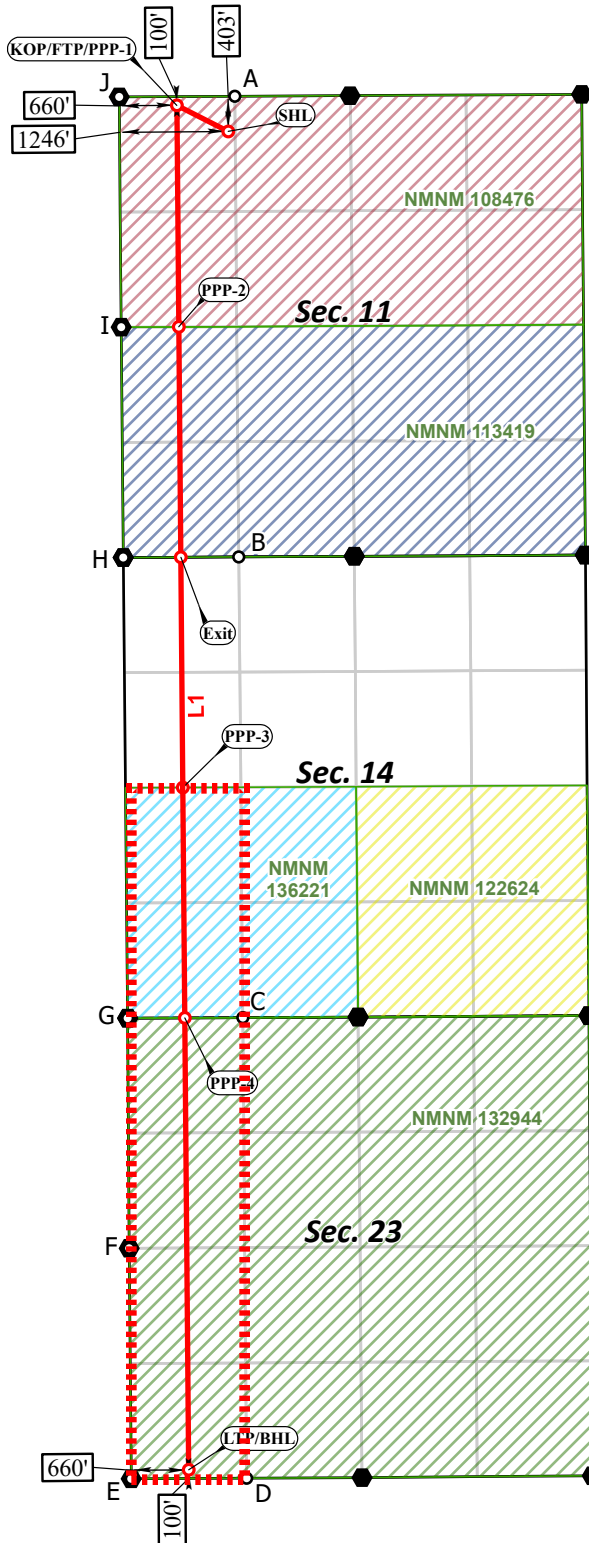 100'
403'
KOP/FTP/PPP-1
J
A
660'
SHL
1246'
NMNM 108476
PPP-2
I
Sec. 11
NMNM 113419
B
H
Exit
L1
PPP-3
Sec. 14
NMNM
136221
NMNM 122624
C
G
PPP-4
NMNM 132944
F
Sec. 23
LTP/BHL
660'
E
D
100'